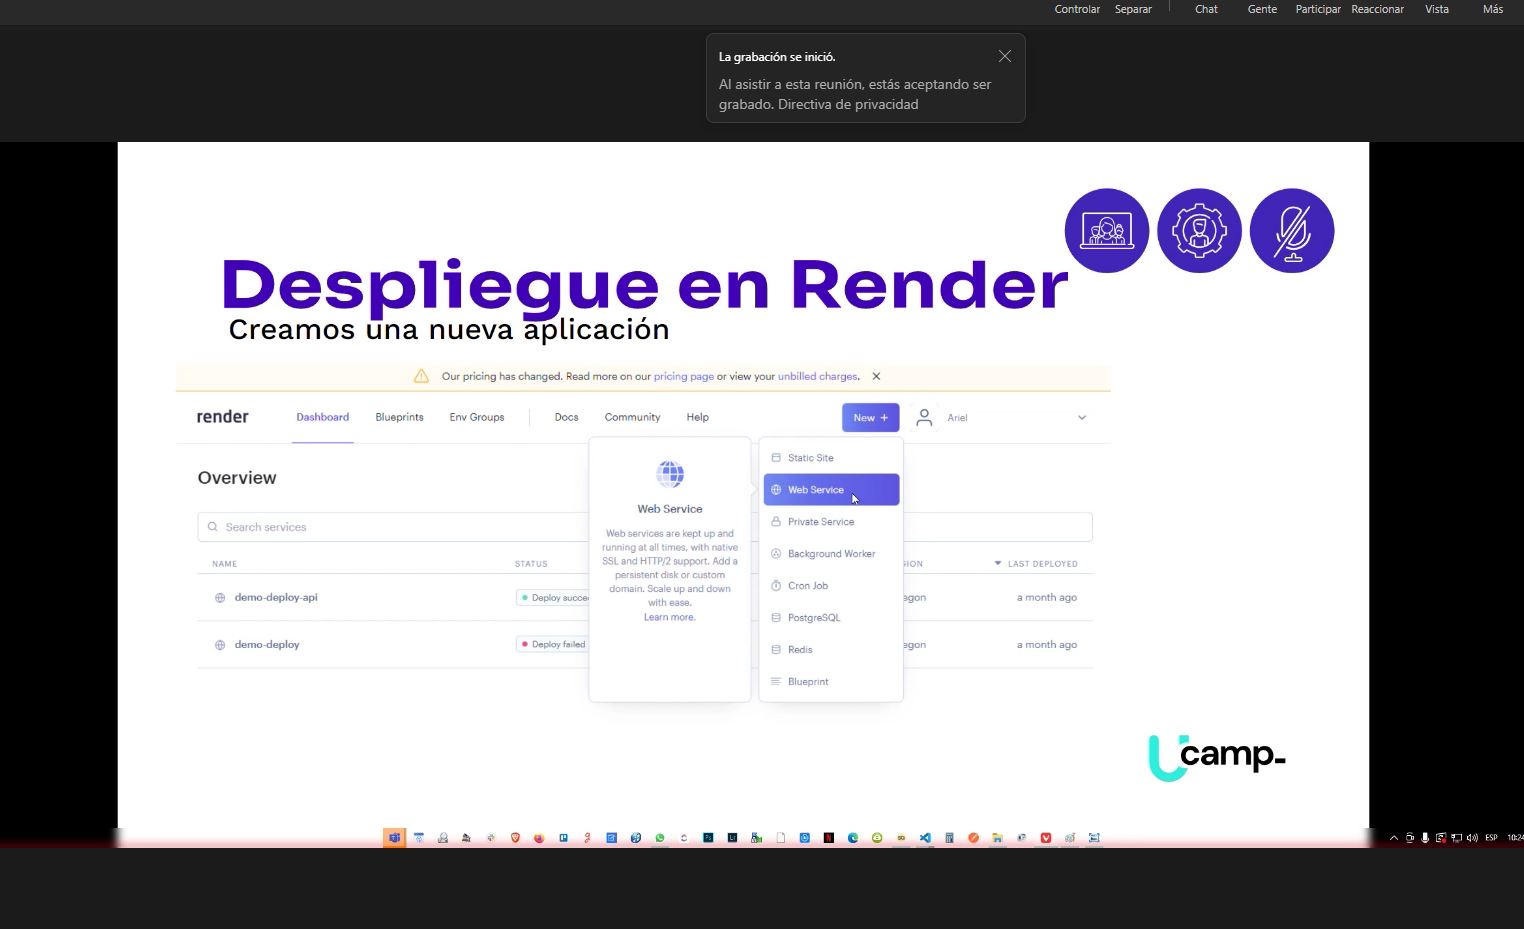 Controlar Separar Chat Gente Participar Reaccionar Vista Más
La grabación se inició.
Al asistir a esta reunión, estás aceptando ser
grabado. Directiva de privacidad
Despliegue en Render
Creamos una nueva aplicación
Our pricing has changed. Read more on our pricing page or view your unbilled charges.
render Dashboard Blueprints Env Groups Docs Community Help New + Ariel
Overview
Search services
NAME STATUS GION LAST DEPLOYED
demo-deploy-api Deploy succe egon a month ago
demo-deploy Deploy failed egon a month ago
Web Service
Web services are kept up and
running at all times, with native
SSL and HTTP/2 support. Add a
persistent disk or custom
domain. Scale up and down
with ease.
Learn more.
Static Site
Web Service
Private Service
Background Worker
Cron Job
PostgreSQL
Redis
Blueprint
Ucamp-
ESP 10:24